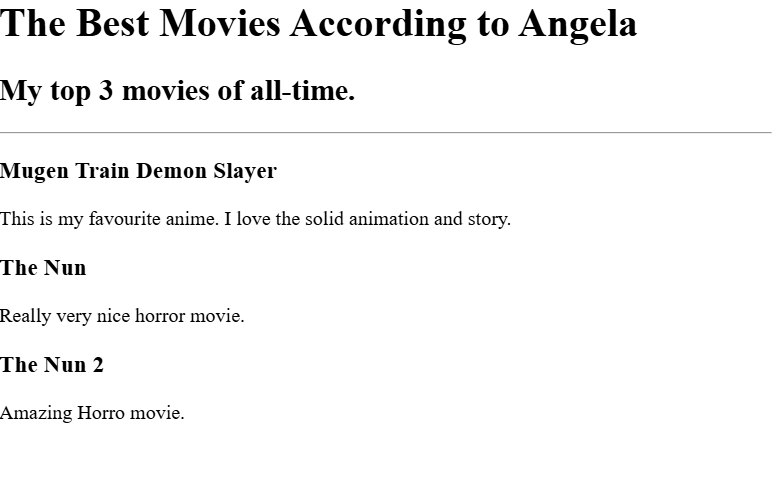 The Best Movies According to Angela
My top 3 movies of all-time.
Mugen Train Demon Slayer
This is my favourite anime. I love the solid animation and story.
The Nun
Really very nice horror movie.
The Nun 2
Amazing Horro movie.